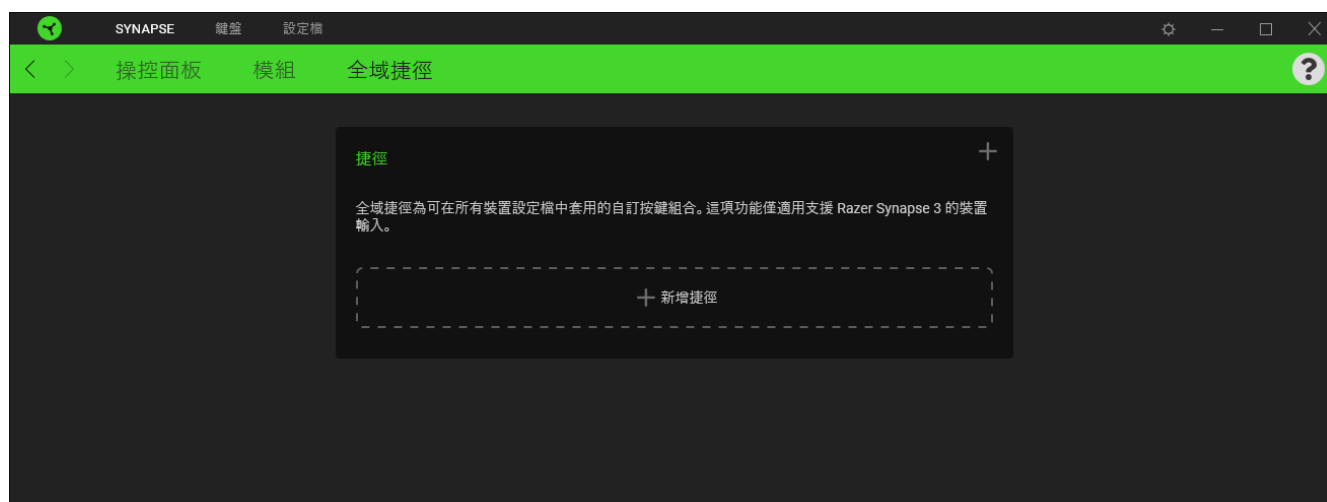 SYNAPSE 鍵盤 設定檔
操控面板 模組 全域捷徑
?
捷徑
全域捷徑為可在所有裝置設定檔中套用的自訂按鍵組合。這項功能僅適用支援 Razer Synapse 3 的裝置
輸入。
新增捷徑